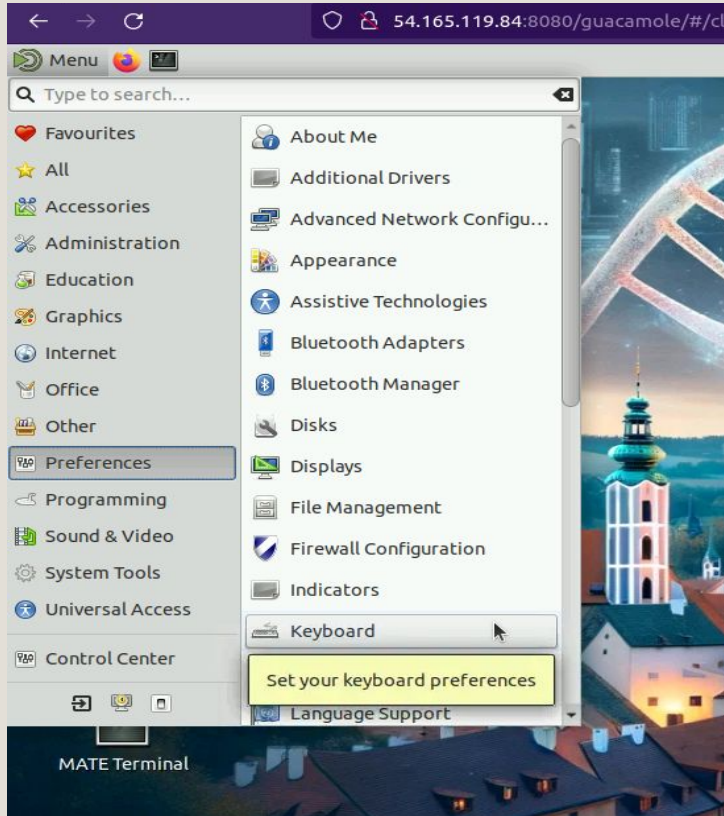 54.165.119.84:8080/guacamole/#/cl
Menu
Type to search...
Favourites
All
Accessories
Administration
Education
Graphics
Internet
Office
Other
Preferences
Programming
Sound & Video
System Tools
Universal Access
Control Center
About Me
Additional Drivers
Advanced Network Configu...
Appearance
Assistive Technologies
Bluetooth Adapters
Bluetooth Manager
Disks
Displays
File Management
Firewall Configuration
Indicators
Keyboard
Set your keyboard preferences
Language Support
MATE Terminal